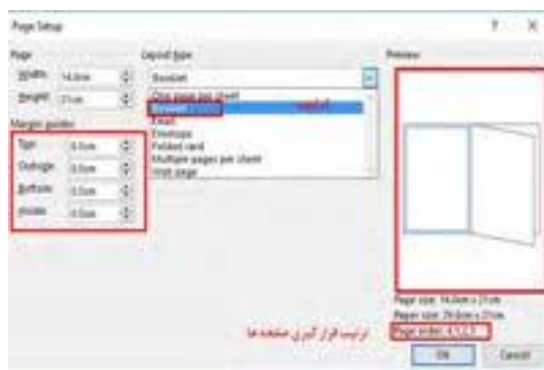 Page Setup
? X
Page
Width: 14.8cm
Height: 21cm
Margin guides
Top: 0.5cm
Outside: 0.5cm
Bottom: 0.5cm
Inside: 0.5cm
Layout type
Booklet
One page per sheet
Booklet
Email
Envelope
Folded card
Multiple pages per sheet
Web page
Preview
Page size: 14.8cm x 21cm
Paper size: 29.6cm x 21cm
Page order: 4,1,2,3
ترتیب قرار گیری صفحه ها
OK
Cancel